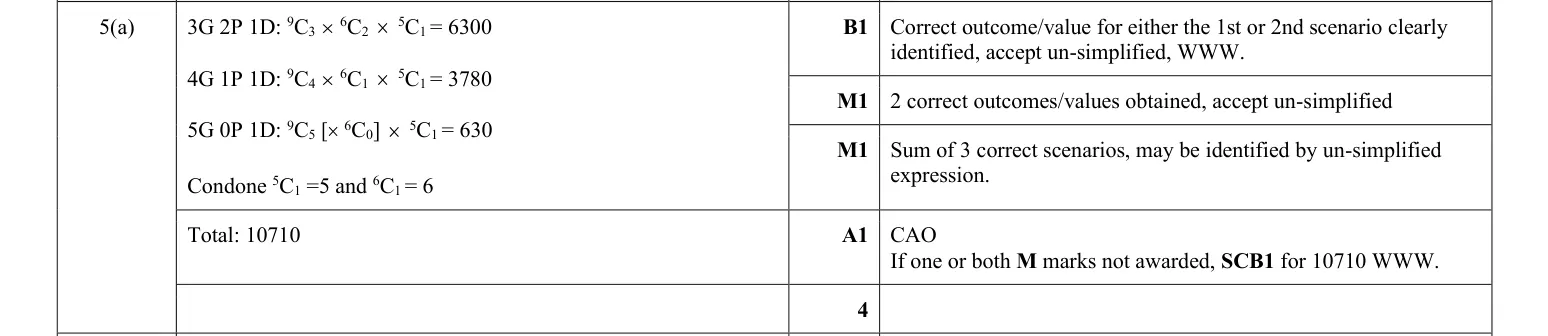 5(a)
3G 2P 1D: ⁹C₃ × ⁶C₂ × ⁵C₁ = 6300
4G 1P 1D: ⁹C₄ × ⁶C₁ × ⁵C₁ = 3780
5G 0P 1D: ⁹C₅ [× ⁶C₀] × ⁵C₁ = 630
Condone ⁵C₁ =5 and ⁶C₁ = 6
B1
Correct outcome/value for either the 1st or 2nd scenario clearly
identified, accept un-simplified, WWW.
M1
2 correct outcomes/values obtained, accept un-simplified
M1
Sum of 3 correct scenarios, may be identified by un-simplified
expression.
Total: 10710
A1
CAO
If one or both M marks not awarded, SCB1 for 10710 WWW.
4